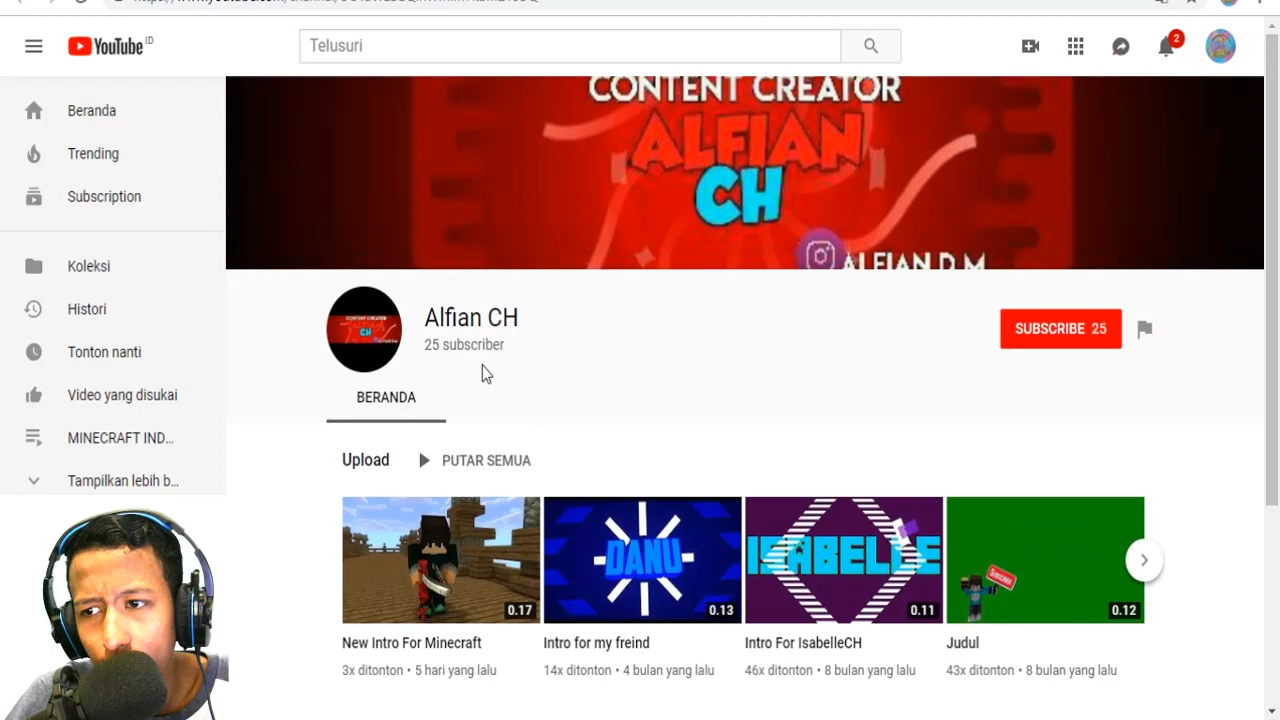 YouTube ID
Telusuri
2
Beranda
Trending
Subscription
Koleksi
Histori
Tonton nanti
Video yang disukai
MINECRAFT IND...
Tampilkan lebih b...
CONTENT CREATOR
ALFIAN
CH
ALFIAN.D.M
Alfian CH
25 subscriber
SUBSCRIBE 25
BERANDA
Upload
PUTAR SEMUA
0.17
DANU
0.13
ISABELLE
0.11
SUBSCRIBE
0.12
New Intro For Minecraft
3x ditonton • 5 hari yang lalu
Intro for my freind
14x ditonton • 4 bulan yang lalu
Intro For IsabelleCH
46x ditonton • 8 bulan yang lalu
Judul
43x ditonton • 8 bulan yang lalu